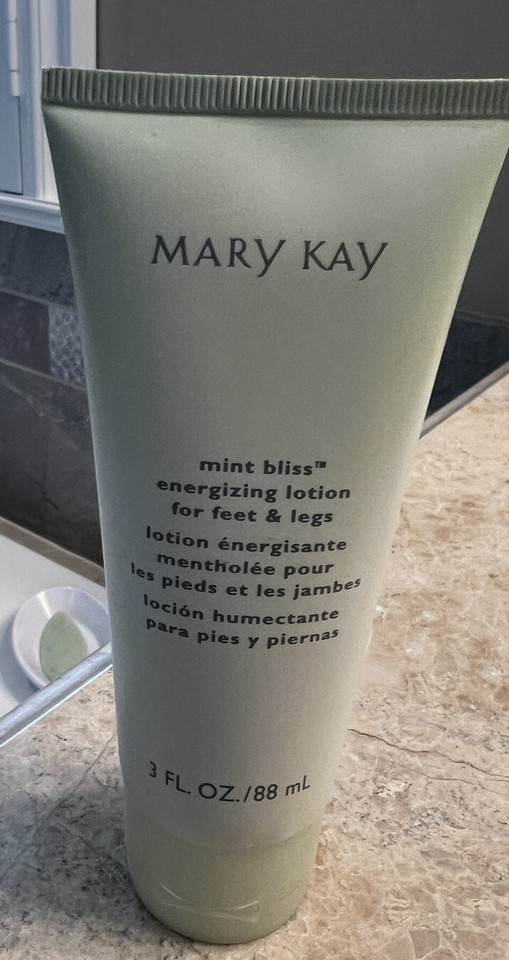 MARY KAY
mint bliss™
energizing lotion
for feet & legs
lotion énergisante
mentholée pour
les pieds et les jambes
loción humectante
para pies y piernas
3 FL. OZ./88 mL